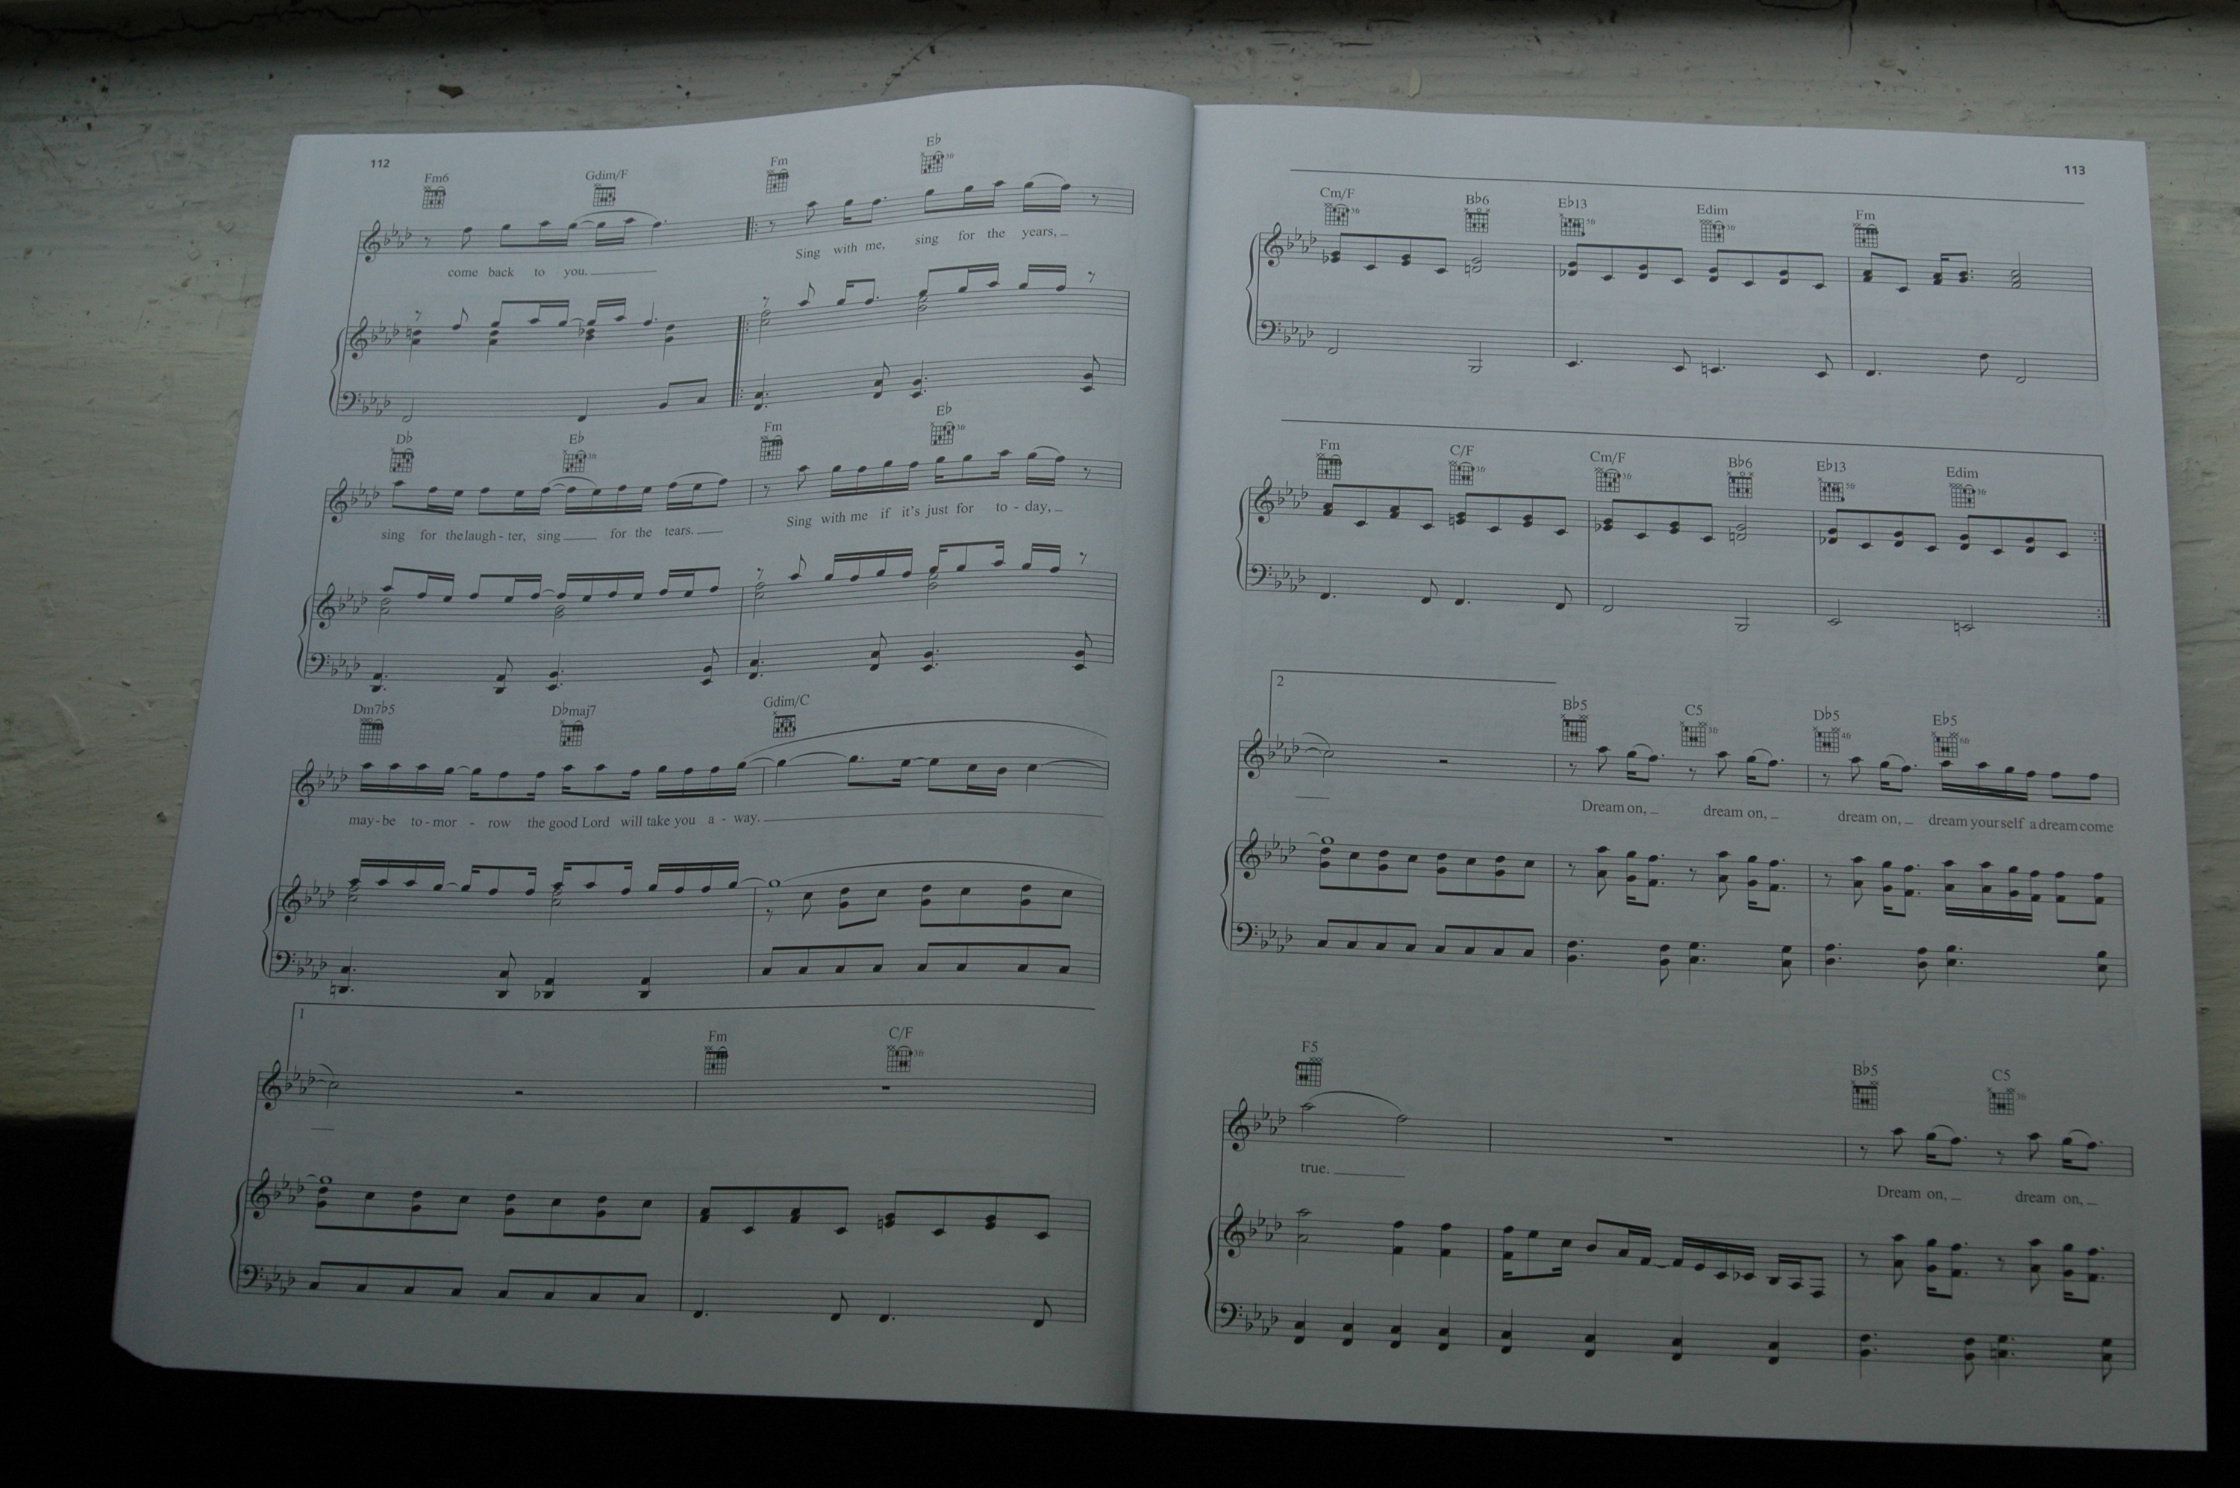 112
Fm6 Gdim/F Fm E♭
come back to you. Sing with me, sing for the years,
D♭ E♭ Fm E♭
sing for the laugh - ter, sing for the tears. Sing with me if it's just for to - day,
Dm7♭5 D♭maj7 Gdim/C
may - be to - mor - row the good Lord will take you a - way.
1
Fm C/F
113
Cm/F B♭6 E♭13 Edim Fm
Fm C/F Cm/F B♭6 E♭13 Edim
2
B♭5 C5 D♭5 E♭5
Dream on, dream on, dream on, dream yourself a dream come
F5 B♭5 C5
true. Dream on, dream on,